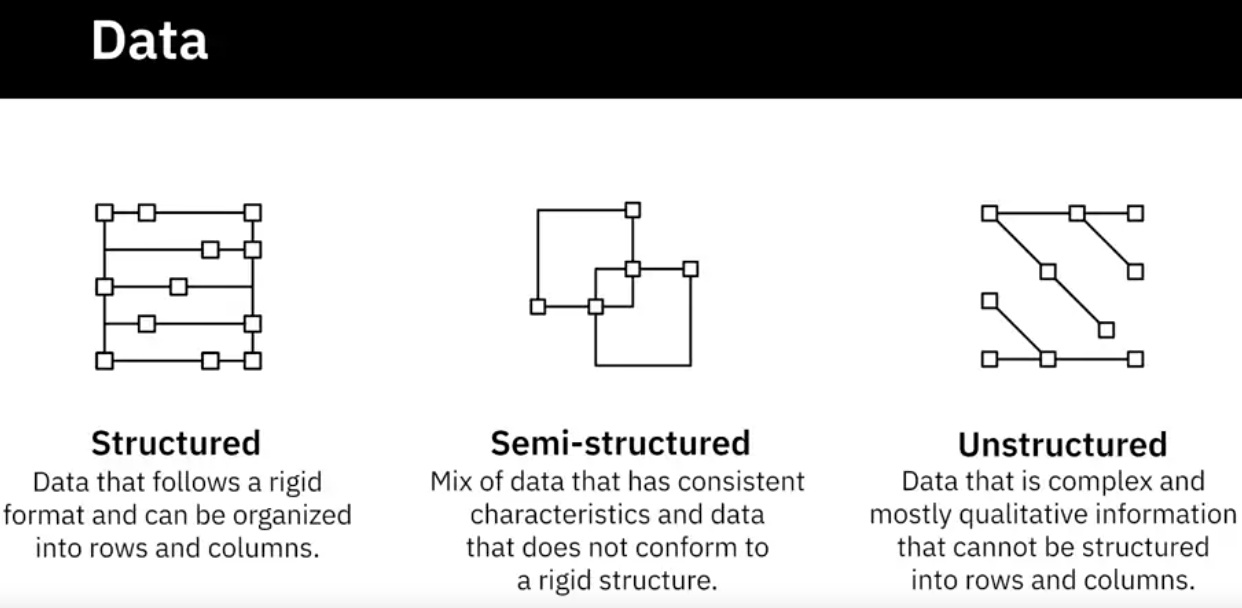 Data
Structured
Data that follows a rigid
format and can be organized
into rows and columns.
Semi-structured
Mix of data that has consistent
characteristics and data
that does not conform to
a rigid structure.
Unstructured
Data that is complex and
mostly qualitative information
that cannot be structured
into rows and columns.